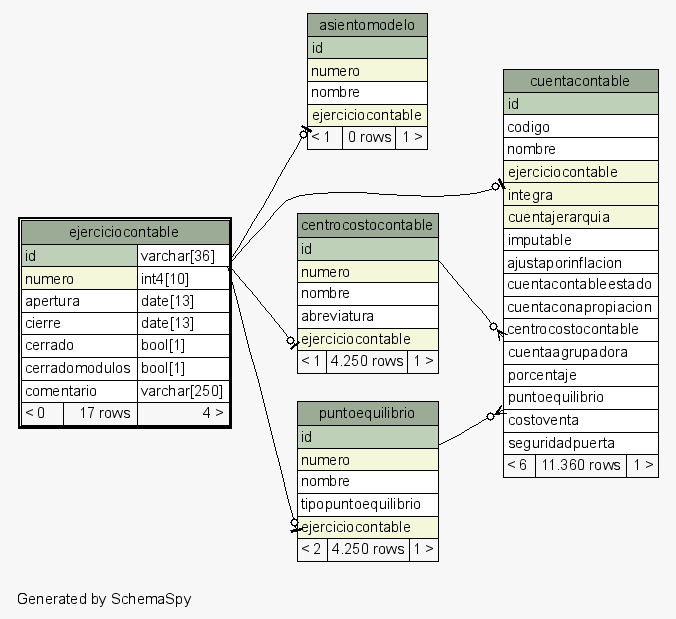 asientomodelo
id
numero
nombre
ejerciciocontable
< 1 0 rows 1 >
cuentacontable
id
codigo
nombre
ejerciciocontable
integra
cuentajerarquia
imputable
ajustaporinflacion
cuentacontableestado
cuentaconapropiacion
centrocostocontable
cuentaagrupadora
porcentaje
puntoequilibrio
costoventa
seguridadpuerta
< 6 11.360 rows 1 >
ejerciciocontable
id varchar[36]
numero int4[10]
apertura date[13]
cierre date[13]
cerrado bool[1]
cerradomodulos bool[1]
comentario varchar[250]
< 0 17 rows 4 >
centrocostocontable
id
numero
nombre
abreviatura
ejerciciocontable
< 1 4.250 rows 1 >
puntoequilibrio
id
numero
nombre
tipopuntoequilibrio
ejerciciocontable
< 2 4.250 rows 1 >
Generated by SchemaSpy